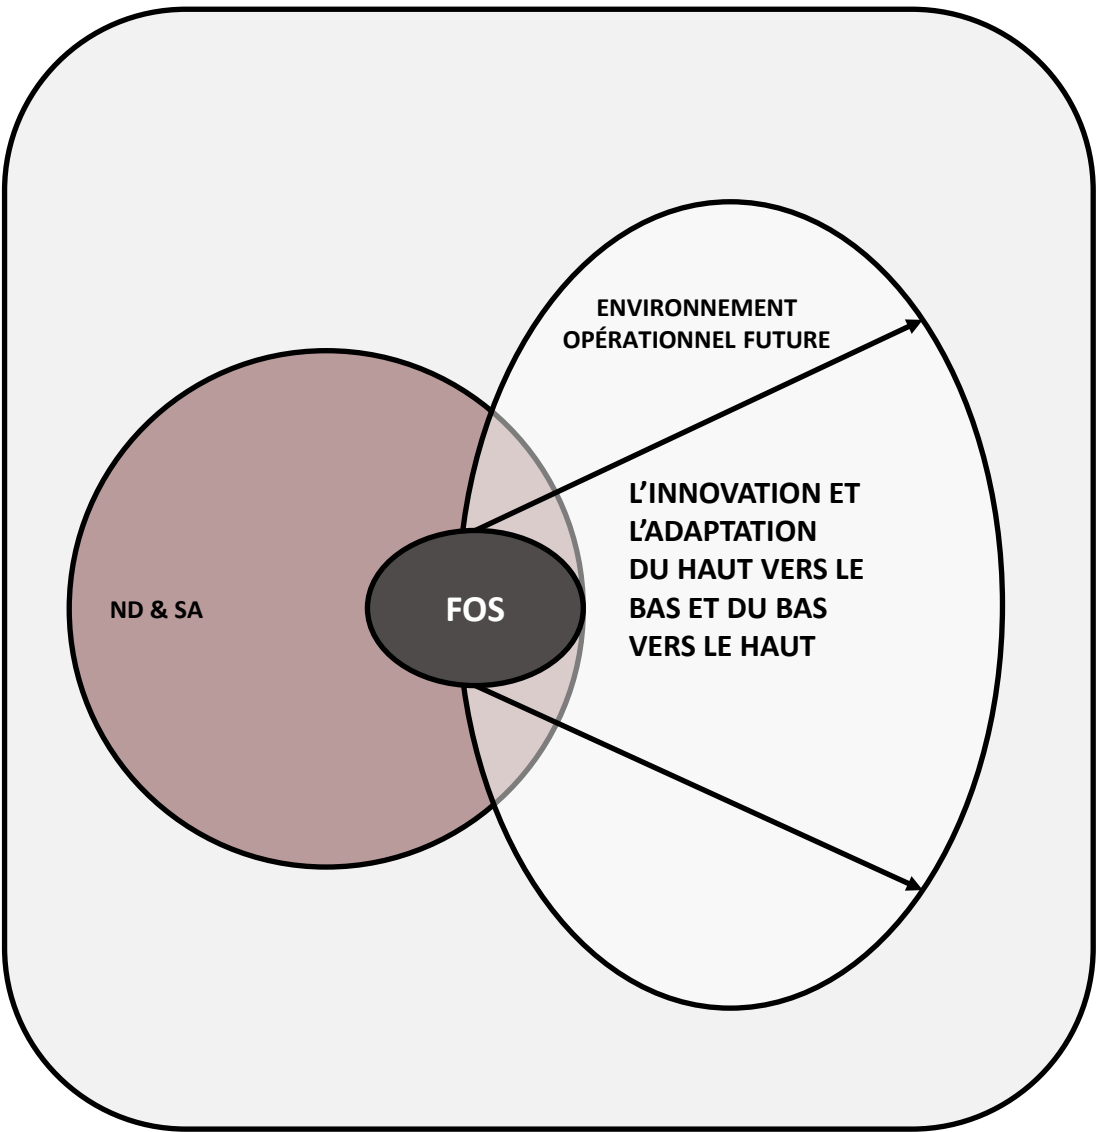 ENVIRONNEMENT
OPÉRATIONNEL FUTURE
L’INNOVATION ET
L’ADAPTATION
DU HAUT VERS LE
BAS ET DU BAS
VERS LE HAUT
ND & SA
FOS